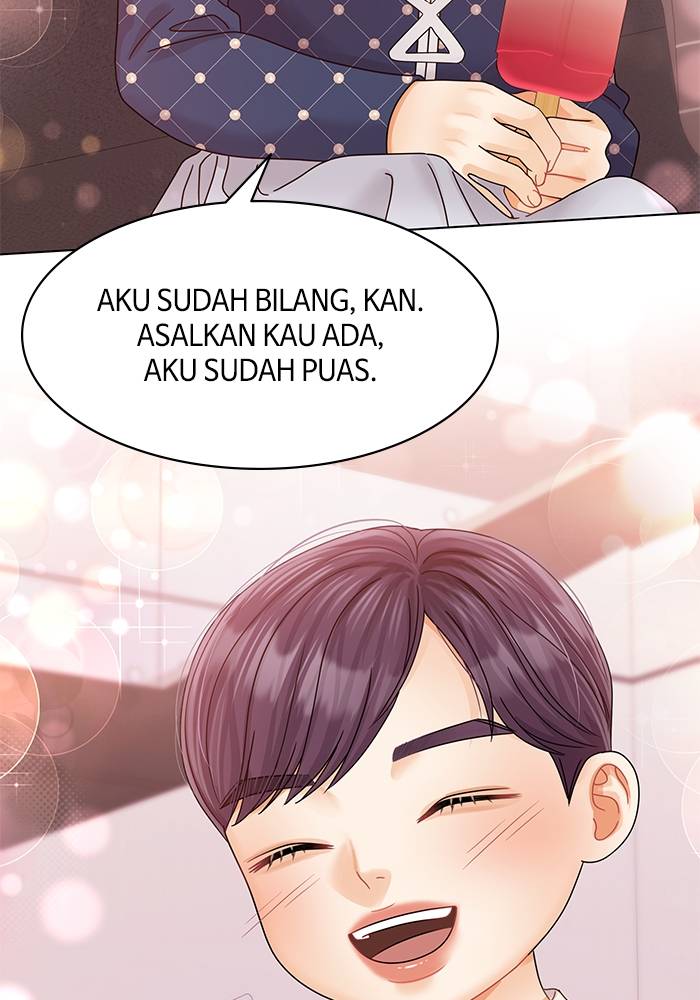 AKU SUDAH BILANG, KAN.
ASALKAN KAU ADA,
AKU SUDAH PUAS.